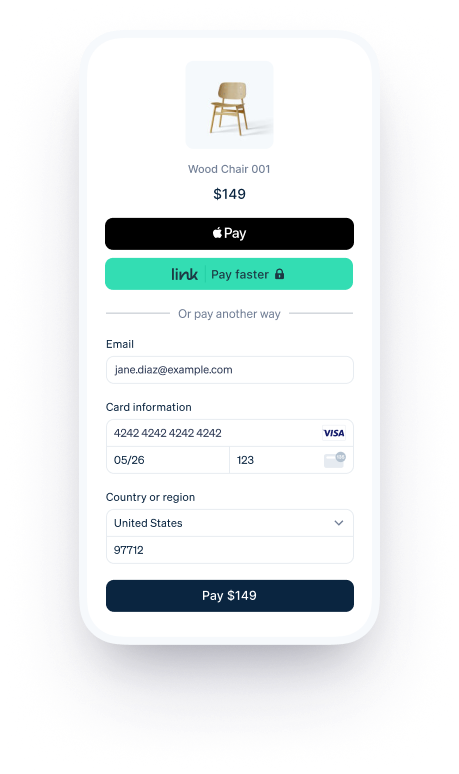 Wood Chair 001
$149
Pay
link Pay faster
Or pay another way
Email
jane.diaz@example.com
Card information
4242 4242 4242 4242 VISA
05/26 123
Country or region
United States
97712
Pay $149